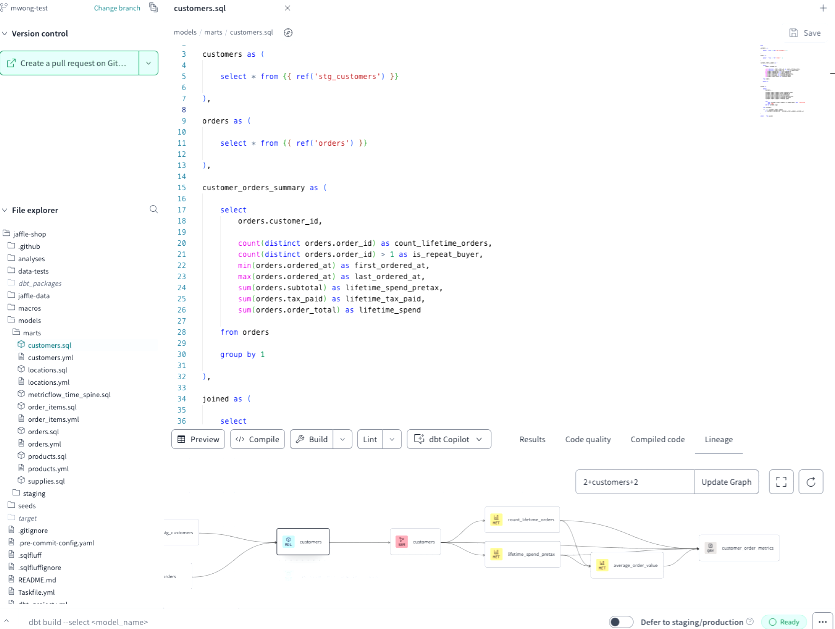 mwong-test
Change branch
customers.sql
Version control
models / marts / customers.sql
Save
Create a pull request on Git...
3 customers as (
4
5 select * from {{ ref('stg_customers') }}
6
7 ),
8
9 orders as (
10
11 select * from {{ ref('orders') }}
12
13 ),
14
15 customer_orders_summary as (
16
17 select
18 orders.customer_id,
19
20 count(distinct orders.order_id) as count_lifetime_orders,
21 count(distinct orders.order_id) > 1 as is_repeat_buyer,
22 min(orders.ordered_at) as first_ordered_at,
23 max(orders.ordered_at) as last_ordered_at,
24 sum(orders.subtotal) as lifetime_spend_pretax,
25 sum(orders.tax_paid) as lifetime_tax_paid,
26 sum(orders.order_total) as lifetime_spend
27
28 from orders
29
30 group by 1
31
32 ),
33
34 joined as (
35
36 select
File explorer
jaffle-shop
.github
analyses
data-tests
dbt_packages
jaffle-data
macros
models
marts
customers.sql
customers.yml
locations.sql
locations.yml
metricflow_time_spine.sql
order_items.sql
order_items.yml
orders.sql
orders.yml
products.sql
products.yml
supplies.sql
staging
seeds
target
.gitignore
.pre-commit-config.yaml
.sqlfluff
.sqlfluffignore
README.md
Taskfile.yml
Preview
Compile
Build
Lint
dbt Copilot
Results
Code quality
Compiled code
Lineage
2+customers+2
Update Graph
customers
customers
count_lifetime_orders
lifetime_spend_pretax
average_order_value
customer_order_metrics
dbt build --select <model_name>
Defer to staging/production
Ready